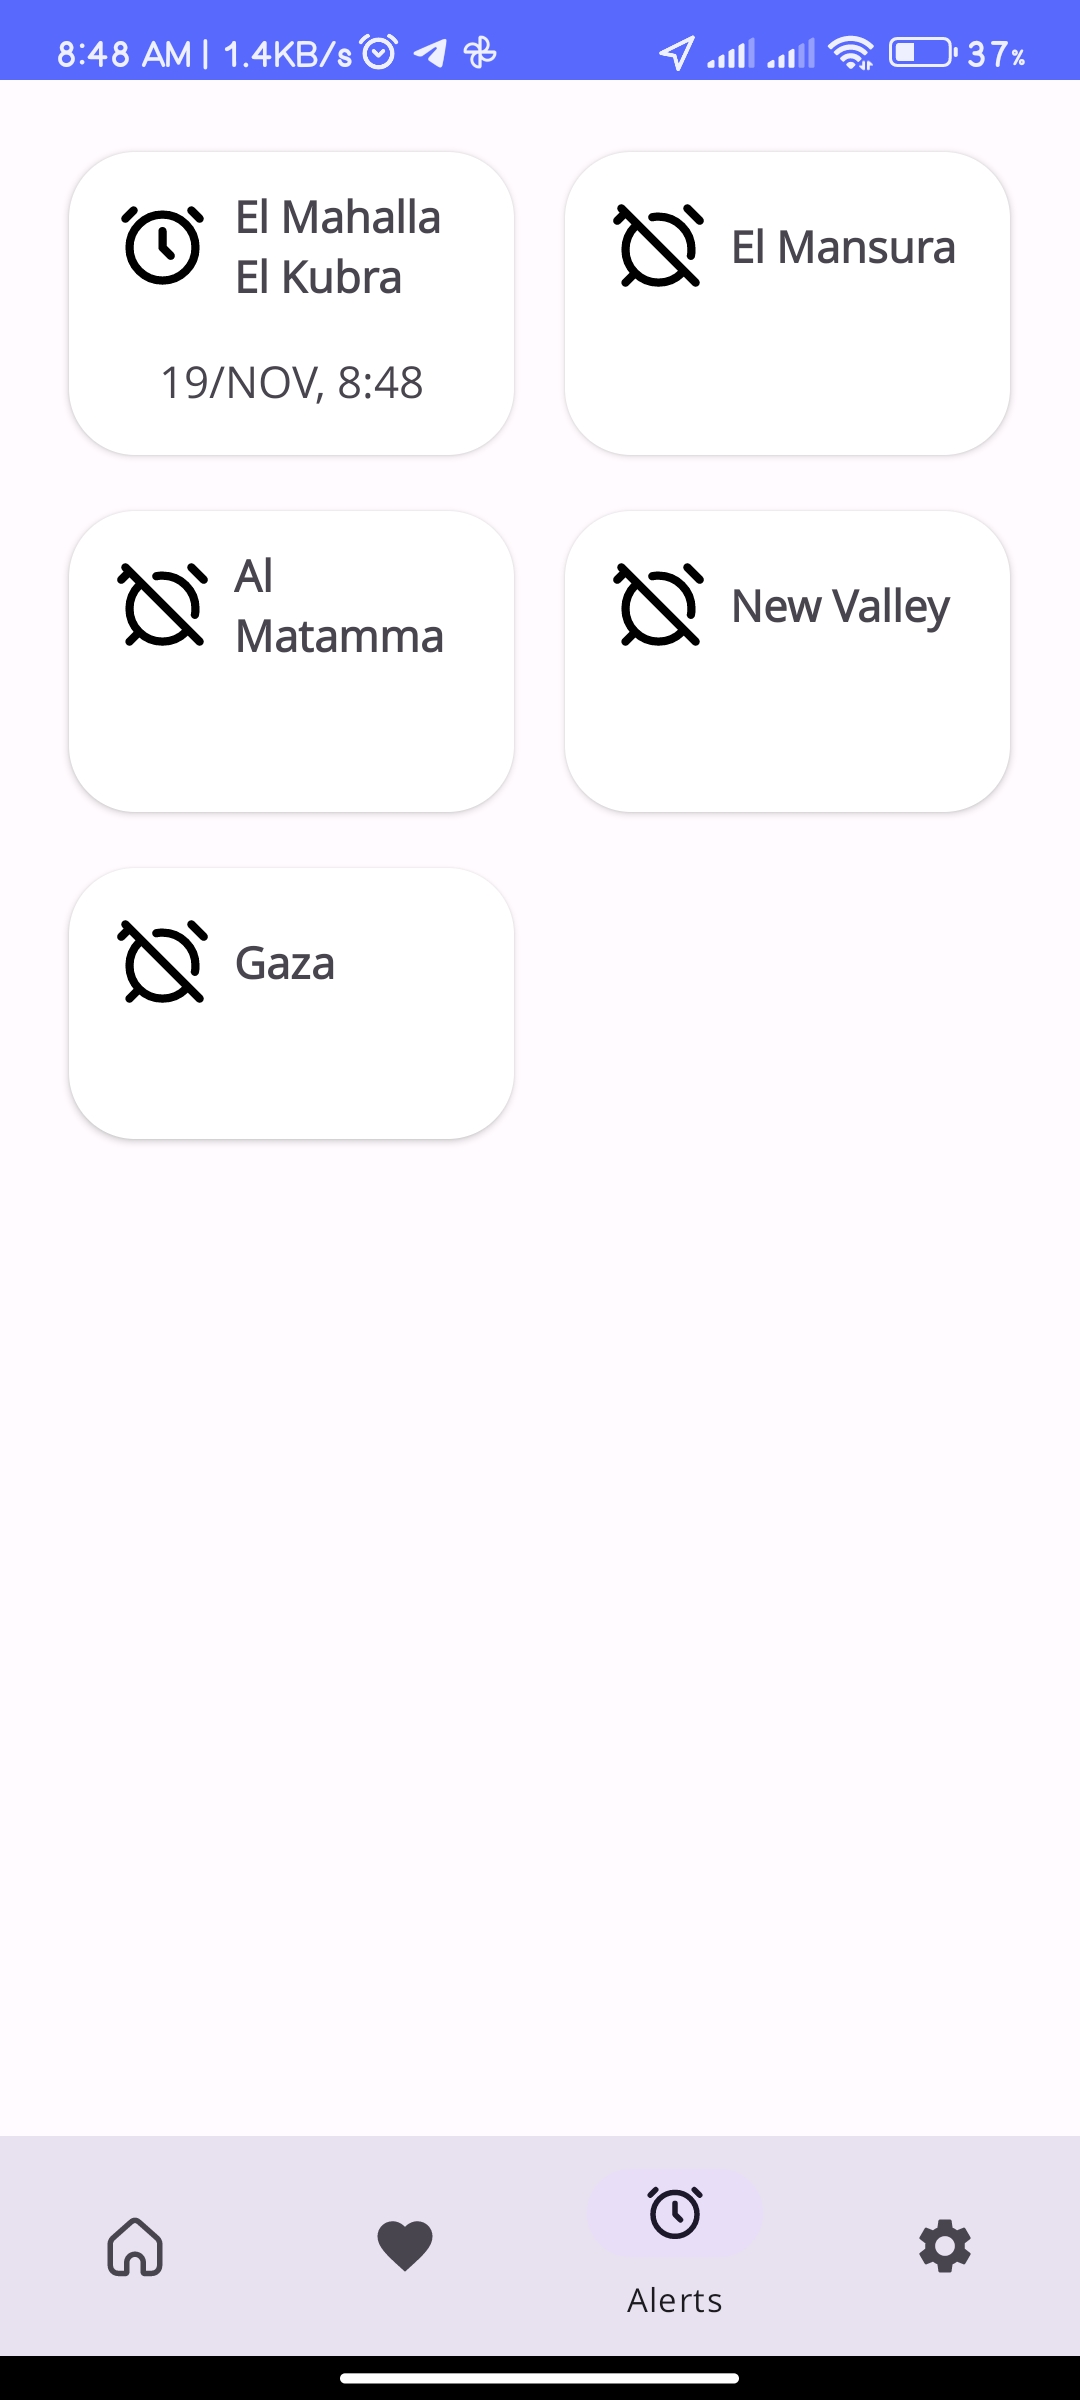 8:48 AM | 1.4KB/s
37%
El Mahalla
El Kubra
19/NOV, 8:48
El Mansura
Al
Matamma
New Valley
Gaza
Alerts